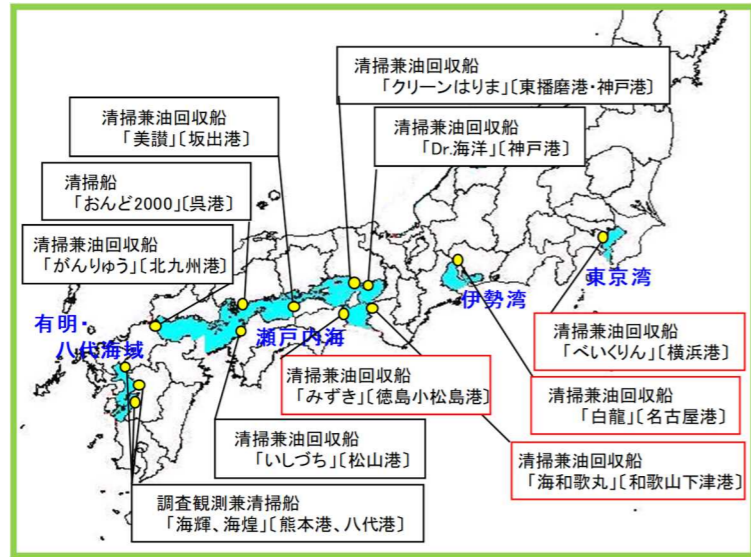 清掃兼油回収船
「クリーンはりま」〔東播磨港・神戸港〕
清掃兼油回収船
「美讃」〔坂出港〕
清掃兼油回収船
「Dr.海洋」〔神戸港〕
清掃船
「おんど2000」〔呉港〕
清掃兼油回収船
「がんりゅう」〔北九州港〕
東京湾
伊勢湾
有明・
八代海域
瀬戸内海
清掃兼油回収船
「べいくりん」〔横浜港〕
清掃兼油回収船
「みずき」〔徳島小松島港〕
清掃兼油回収船
「白龍」〔名古屋港〕
清掃兼油回収船
「いしづち」〔松山港〕
清掃兼油回収船
「海和歌丸」〔和歌山下津港〕
調査観測兼清掃船
「海輝、海煌」〔熊本港、八代港〕